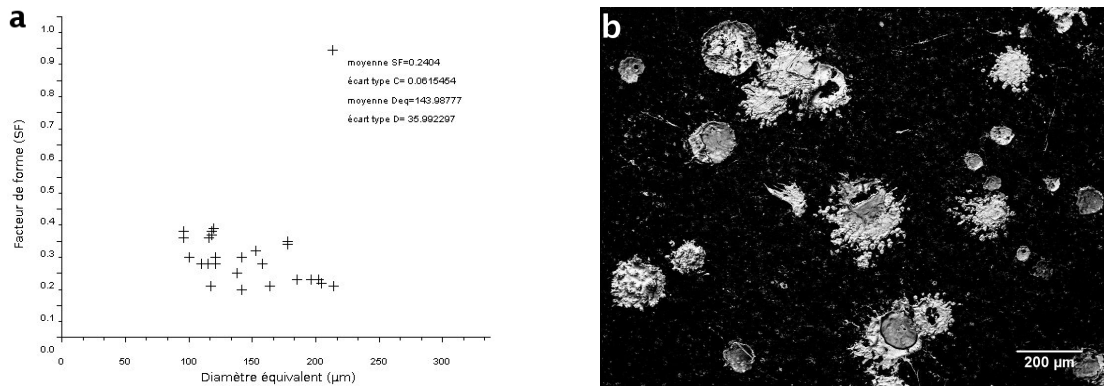 a
1.0
0.9
0.8
0.7
0.6
0.5
0.4
0.3
0.2
0.1
0.0
Facteur de forme (SF)
moyenne SF=0.2404
écart type C= 0.0615454
moyenne Deq=143.98777
écart type D= 35.992297
0
50
100
150
200
250
300
Diamètre équivalent (µm)
b
200 µm